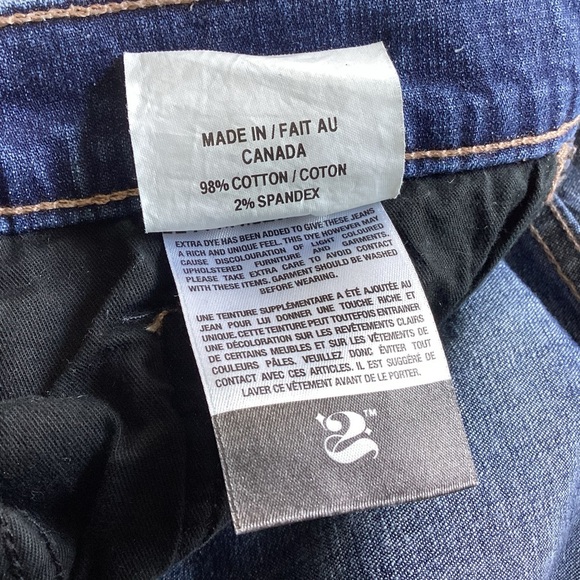 MADE IN / FAIT AU
CANADA
98% COTTON / COTON
2% SPANDEX
EXTRA DYE HAS BEEN ADDED TO GIVE THESE JEANS
A RICH AND UNIQUE FEEL. THIS DYE HOWEVER MAY
CAUSE DISCOLOURATION OF LIGHT COLOURED
UPHOLSTERED FURNITURE AND GARMENTS.
PLEASE TAKE EXTRA CARE TO AVOID CONTACT
WITH THESE ITEMS. GARMENT SHOULD BE WASHED
BEFORE WEARING.
UNE TEINTURE SUPPLÉMENTAIRE A ÉTÉ AJOUTÉE AU
JEAN POUR LUI DONNER UNE TOUCHE RICHE ET
UNIQUE. CETTE TEINTURE PEUT TOUTEFOIS ENTRAINER
UNE DÉCOLORATION SUR LES REVÊTEMENTS CLAIRS
DE CERTAINS MEUBLES ET SUR LES VÊTEMENTS DE
COULEURS PÂLES. VEUILLEZ DONC ÉVITER TOUT
CONTACT AVEC CES ARTICLES. IL EST SUGGÉRÉ DE
LAVER CE VÊTEMENT AVANT DE LE PORTER.
2™